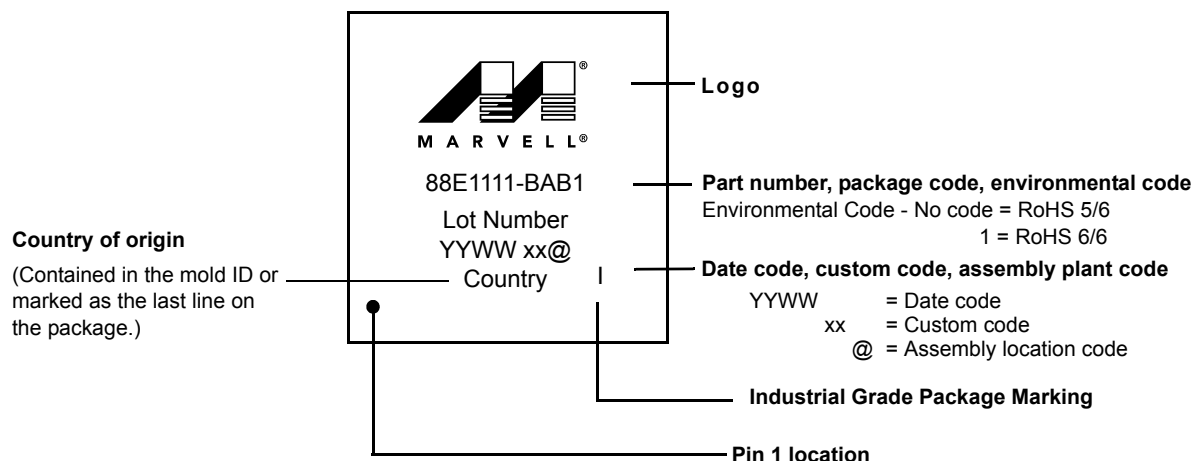 ®
MARVELL®
88E1111-BAB1
Lot Number
YYWW xx@
Country I
Logo
Part number, package code, environmental code
Environmental Code - No code = RoHS 5/6
1 = RoHS 6/6
Country of origin
(Contained in the mold ID or
marked as the last line on
the package.)
Date code, custom code, assembly plant code
YYWW = Date code
xx = Custom code
@ = Assembly location code
Industrial Grade Package Marking
Pin 1 location